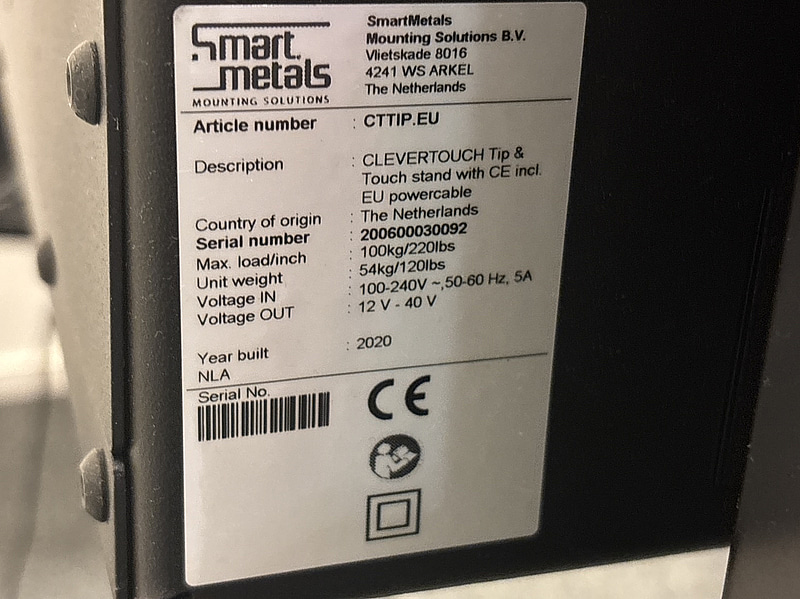 Smart
metals
MOUNTING SOLUTIONS
SmartMetals
Mounting Solutions B.V.
Vlietskade 8016
4241 WS ARKEL
The Netherlands
Article number : CTTIP.EU
Description : CLEVERTOUCH Tip &
Touch stand with CE incl.
EU powercable
Country of origin : The Netherlands
Serial number : 200600030092
Max. load/inch : 100kg/220lbs
Unit weight : 54kg/120lbs
Voltage IN : 100-240V ~,50-60 Hz, 5A
Voltage OUT : 12 V - 40 V
Year built : 2020
NLA
Serial No.
CE